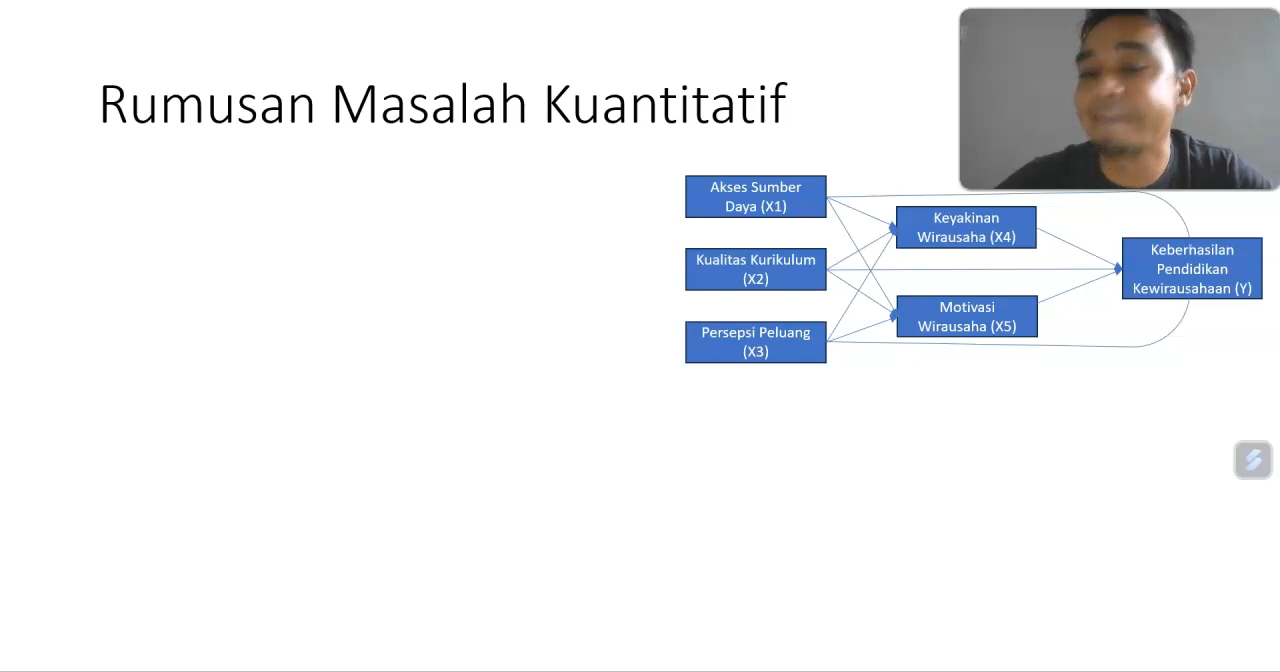 Rumusan Masalah Kuantitatif
Akses Sumber
Daya (X1)
Kualitas Kurikulum
(X2)
Persepsi Peluang
(X3)
Keyakinan
Wirausaha (X4)
Motivasi
Wirausaha (X5)
Keberhasilan
Pendidikan
Kewirausahaan (Y)